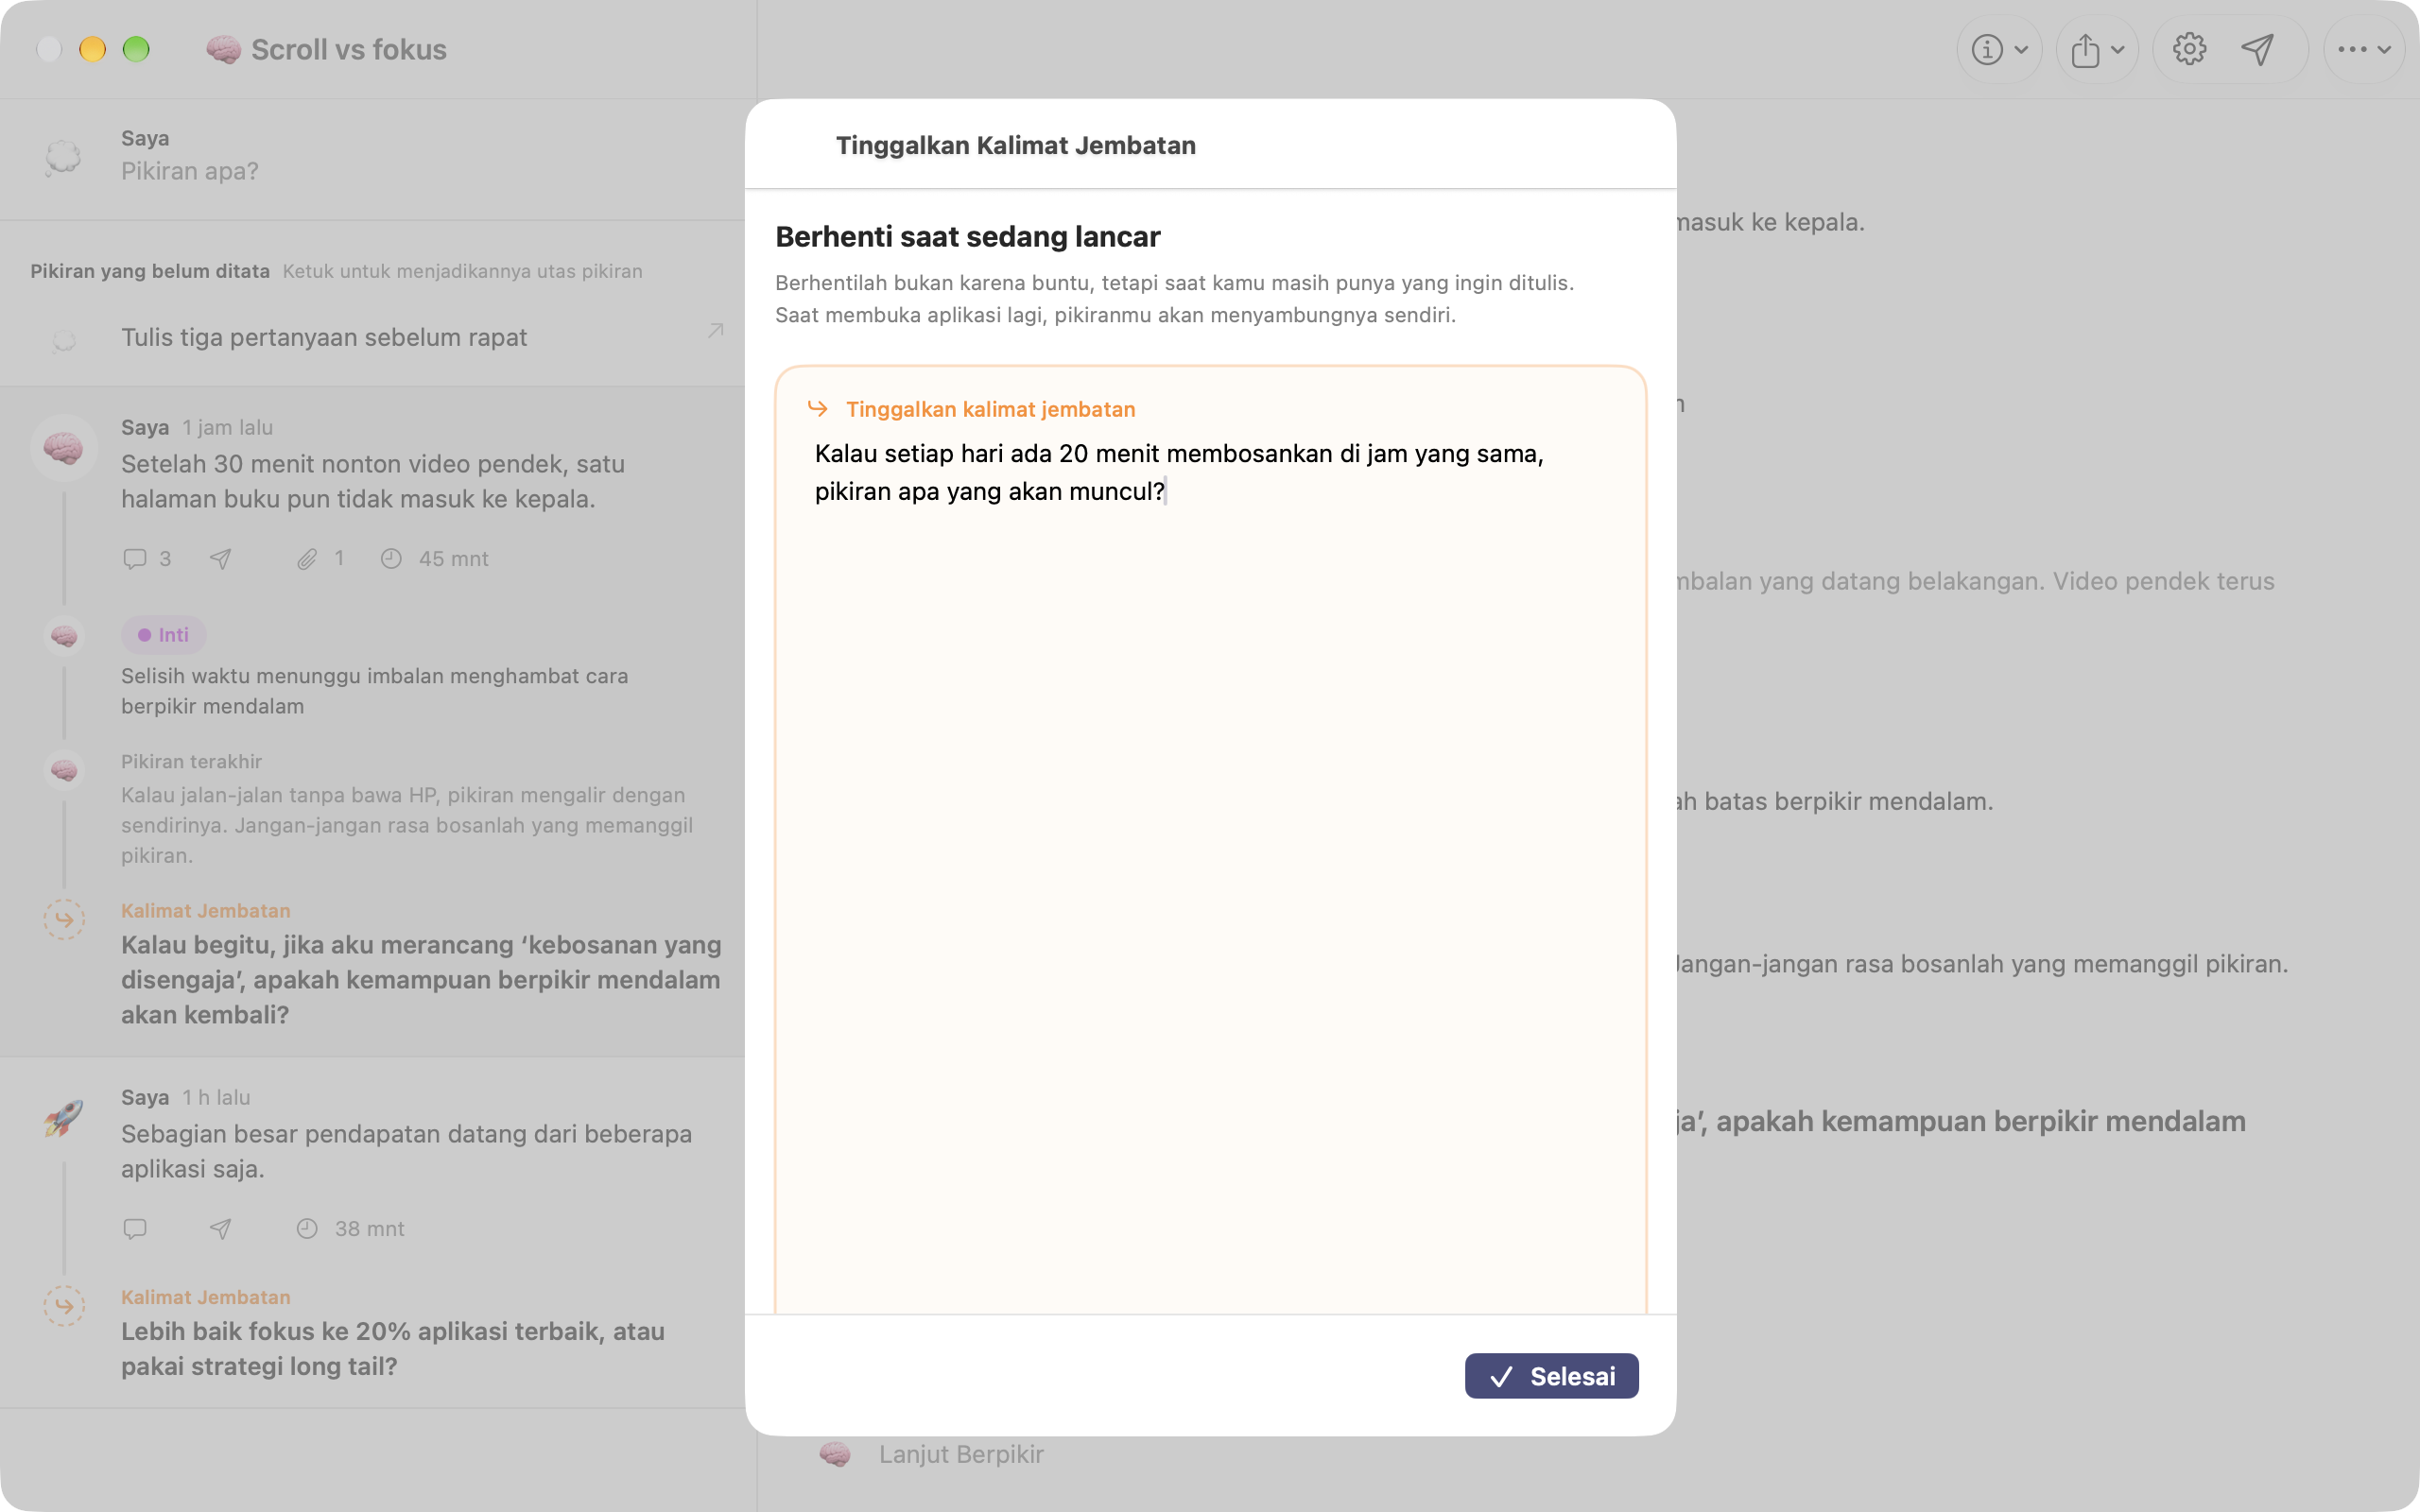 Scroll vs fokus
Saya
Pikiran apa?
Pikiran yang belum ditata Ketuk untuk menjadikannya utas pikiran
Tulis tiga pertanyaan sebelum rapat
Saya 1 jam lalu
Setelah 30 menit nonton video pendek, satu
halaman buku pun tidak masuk ke kepala.
3 1 45 mnt
Inti
Selisih waktu menunggu imbalan menghambat cara
berpikir mendalam
Pikiran terakhir
Kalau jalan-jalan tanpa bawa HP, pikiran mengalir dengan
sendirinya. Jangan-jangan rasa bosanlah yang memanggil
pikiran.
Kalimat Jembatan
Kalau begitu, jika aku merancang ‘kebosanan yang
disengaja’, apakah kemampuan berpikir mendalam
akan kembali?
Saya 1 h lalu
Sebagian besar pendapatan datang dari beberapa
aplikasi saja.
38 mnt
Kalimat Jembatan
Lebih baik fokus ke 20% aplikasi terbaik, atau
pakai strategi long tail?
Tinggalkan Kalimat Jembatan
Berhenti saat sedang lancar
Berhentilah bukan karena buntu, tetapi saat kamu masih punya yang ingin ditulis.
Saat membuka aplikasi lagi, pikiranmu akan menyambungnya sendiri.
Tinggalkan kalimat jembatan
Kalau setiap hari ada 20 menit membosankan di jam yang sama,
pikiran apa yang akan muncul?
Selesai
masuk ke kepala.
yang datang belakangan. Video pendek terus
batas berpikir mendalam.
Jangan-jangan rasa bosanlah yang memanggil pikiran.
apakah kemampuan berpikir mendalam
Lanjut Berpikir